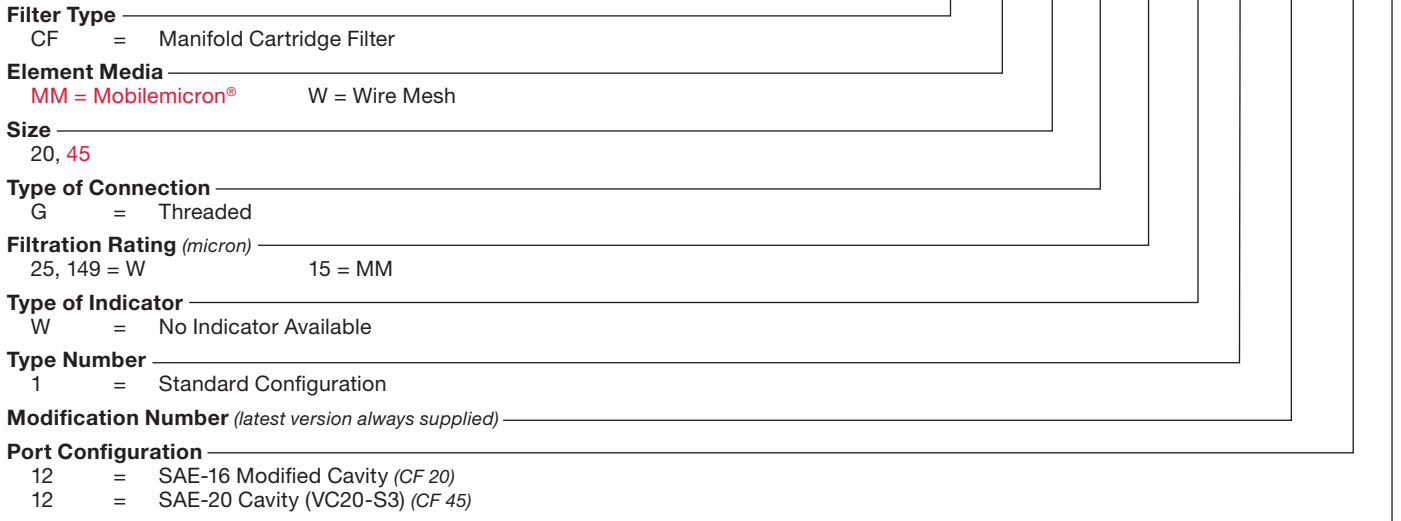 Filter Type
CF = Manifold Cartridge Filter
Element Media
MM = Mobilemicron® W = Wire Mesh
Size
20, 45
Type of Connection
G = Threaded
Filtration Rating (micron)
25, 149 = W 15 = MM
Type of Indicator
W = No Indicator Available
Type Number
1 = Standard Configuration
Modification Number (latest version always supplied)
Port Configuration
12 = SAE-16 Modified Cavity (CF 20)
12 = SAE-20 Cavity (VC20-S3) (CF 45)